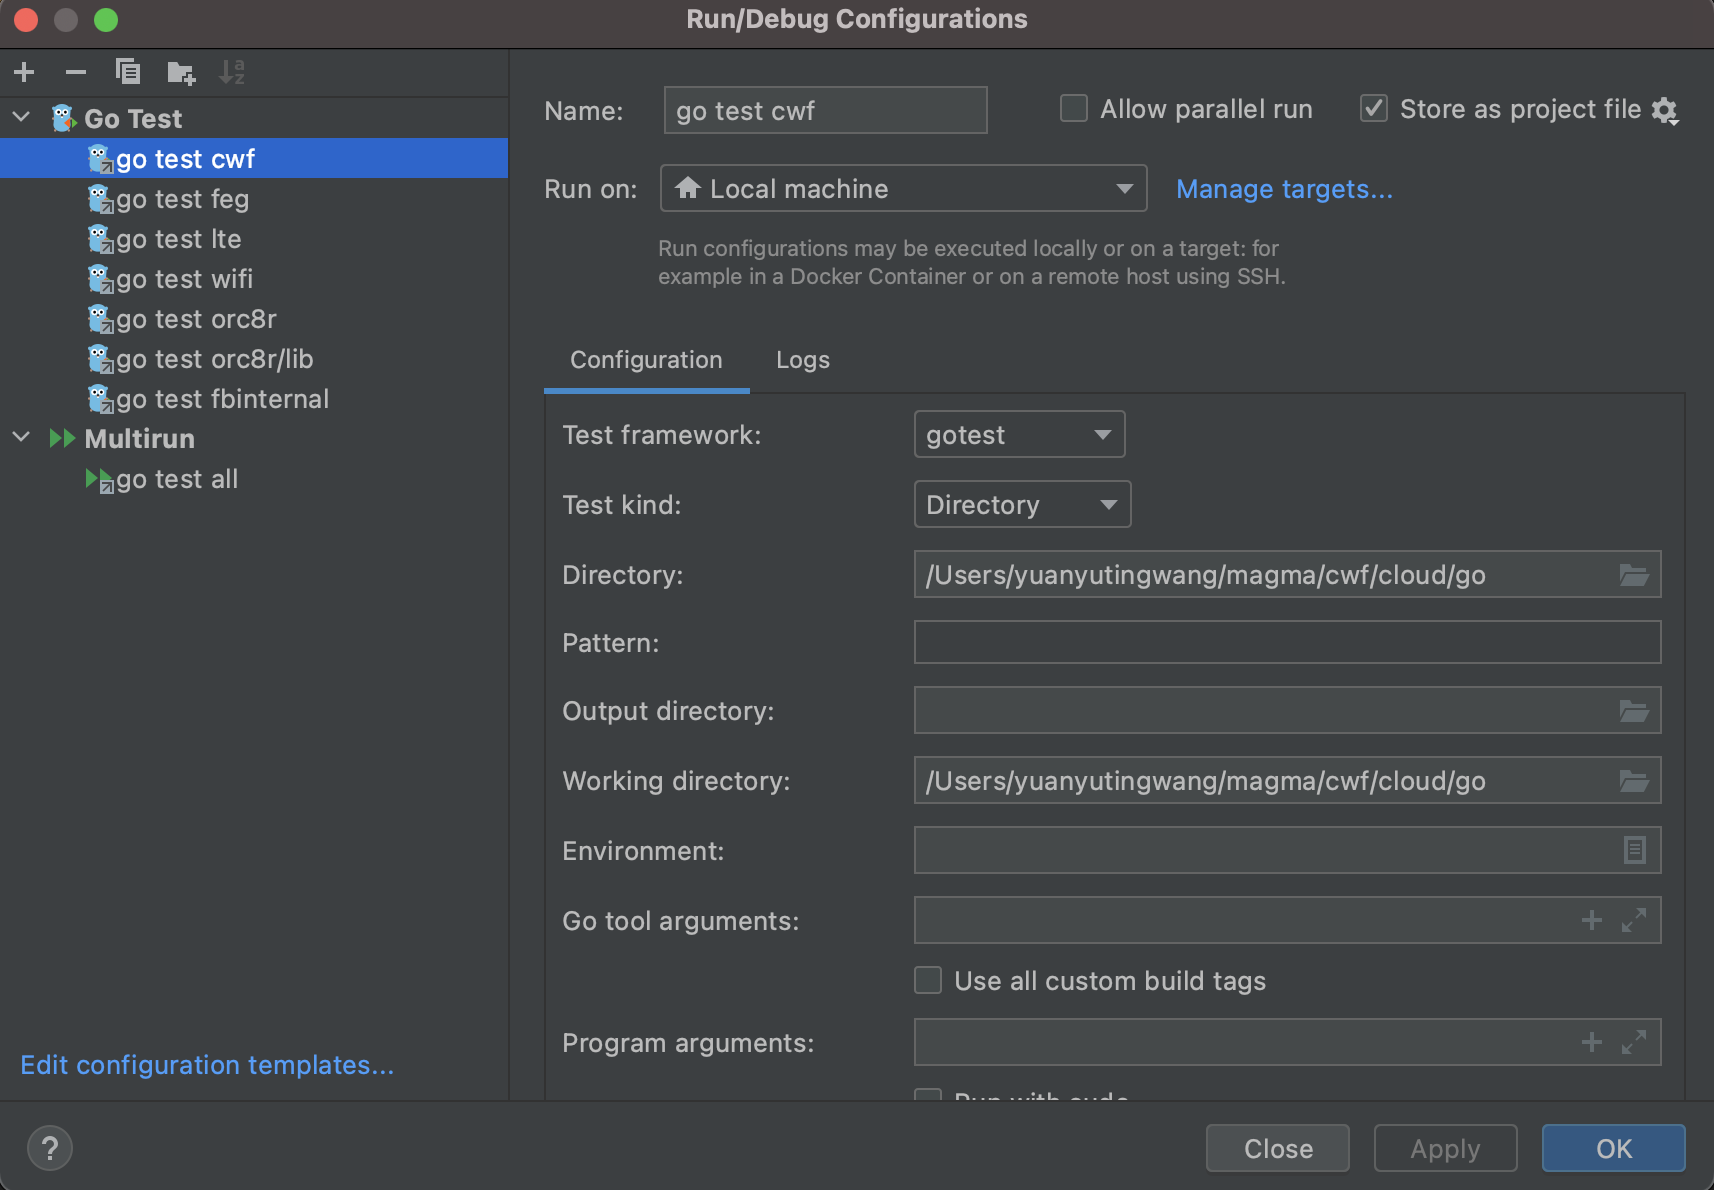 Run/Debug Configurations
Go Test
go test cwf
go test feg
go test lte
go test wifi
go test orc8r
go test orc8r/lib
go test fbinternal
Multirun
go test all
Edit configuration templates...
Name: go test cwf
Allow parallel run
Store as project file
Run on: Local machine
Manage targets...
Run configurations may be executed locally or on a target: for
example in a Docker Container or on a remote host using SSH.
Configuration Logs
Test framework: gotest
Test kind: Directory
Directory: /Users/yuanyutingwang/magma/cwf/cloud/go
Pattern:
Output directory:
Working directory: /Users/yuanyutingwang/magma/cwf/cloud/go
Environment:
Go tool arguments:
Use all custom build tags
Program arguments:
Run with sudo
? Close Apply OK